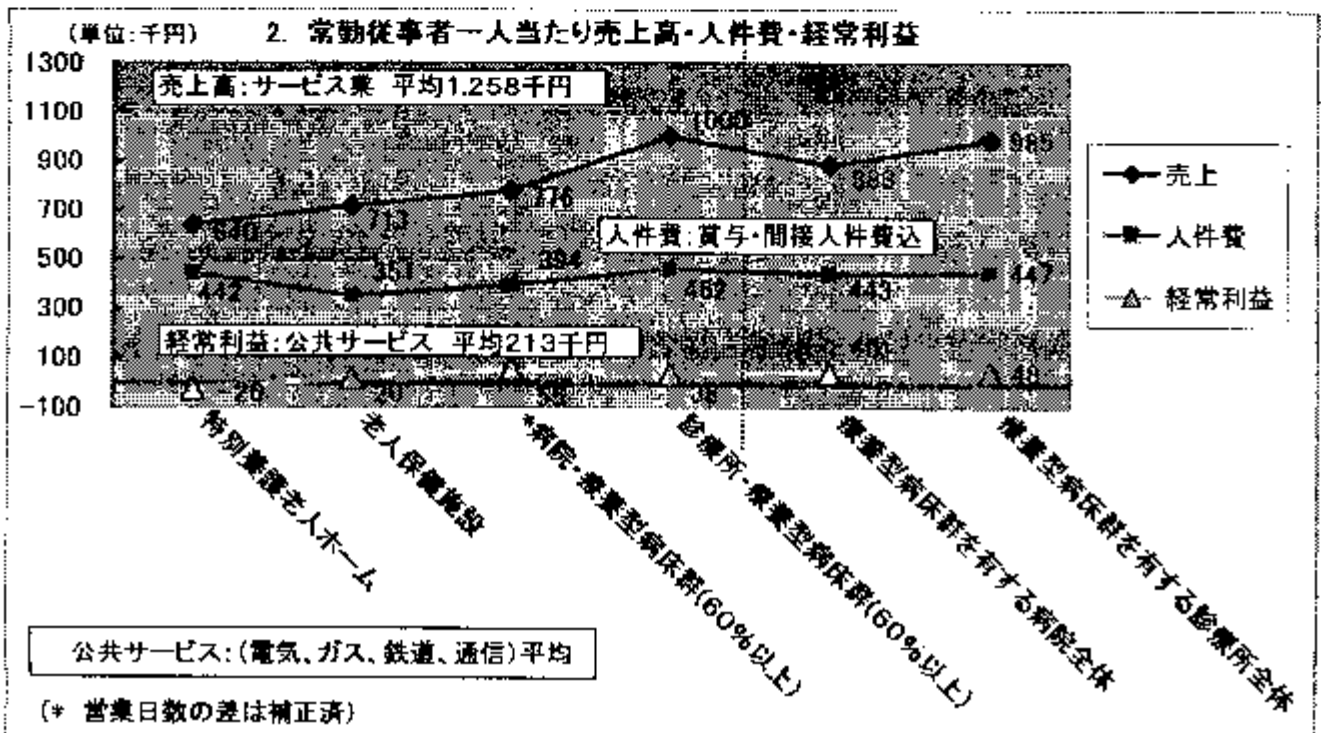 (単位:千円) 2. 常勤従事者一人当たり売上高・人件費・経常利益
1300
1100
900
700
500
300
100
-100
売上高:サービス業 平均1.258千円
640
713
776
1000
883
985
人件費:賞与・間接人件費込
442
351
394
462
443
447
経常利益:公共サービス 平均213千円
-26
20
38
48
売上
人件費
経常利益
特別養護老人ホーム
老人保健施設
*病院・療養型病床群(60%以上)
診療所・療養型病床群(60%以上)
療養型病床群を有する病院全体
療養型病床群を有する診療所全体
公共サービス:(電気、ガス、鉄道、通信)平均
(* 営業日数の差は補正済)